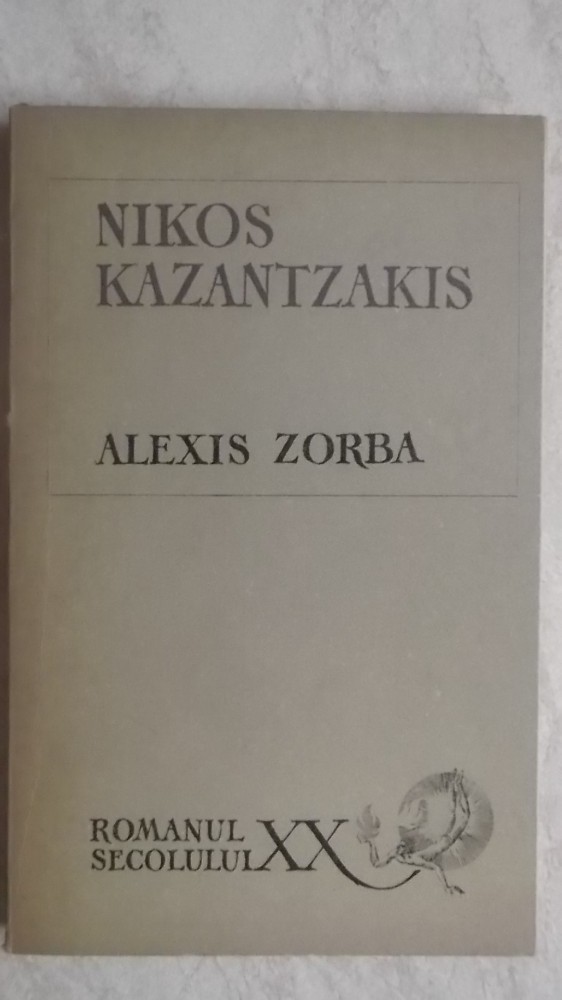 NIKOS
KAZANTZAKIS
ALEXIS ZORBA
ROMANUL
SECOLULUI XX